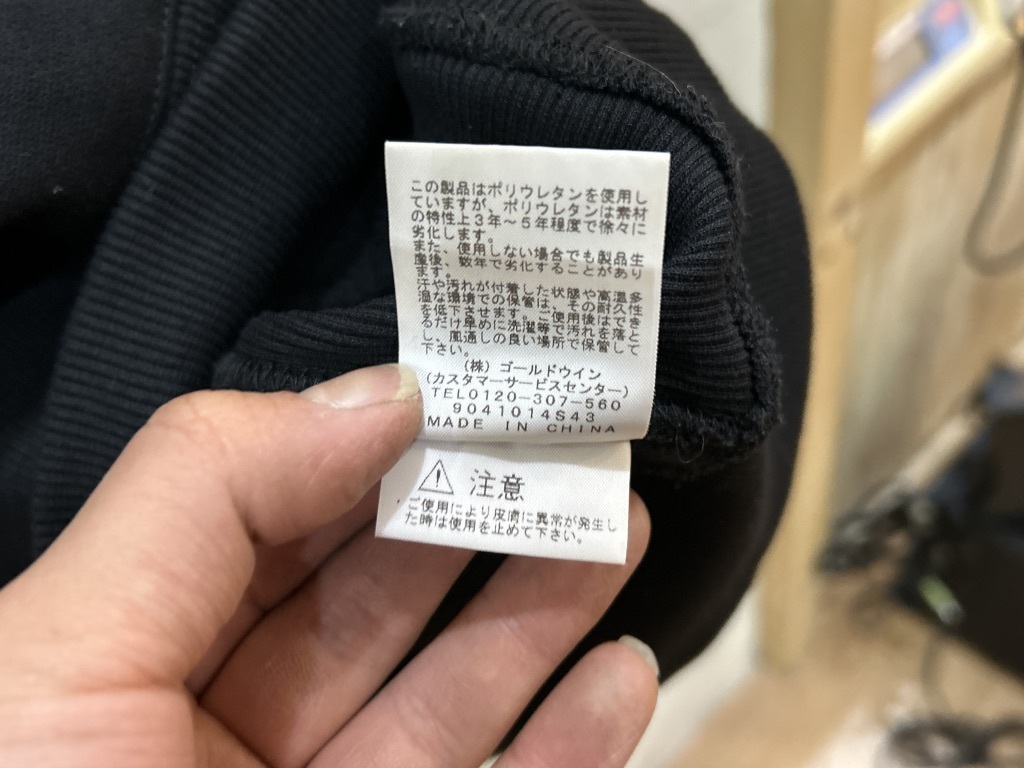 この製品はポリウレタンを使用し
ていますが、ポリウレタンは素材
の特性上3年～5年程度で徐々に
劣化します。
また、使用しない場合でも製品生
産後、数年で劣化することがあり
ます。
汗や汚れが付着した状態や高温多
湿な環境での保管は、その耐久性
を低下させます。ご使用後はでき
るだけ早めに洗濯等で汚れを落と
し、風通しの良い場所で保管して
下さい。
(株)ゴールドウイン
(カスタマーサービスセンター)
TEL0120-307-560
9041014S43
MADE IN CHINA
⚠ 注意
ご使用により皮膚に異常が発生し
た時は使用を止めて下さい。